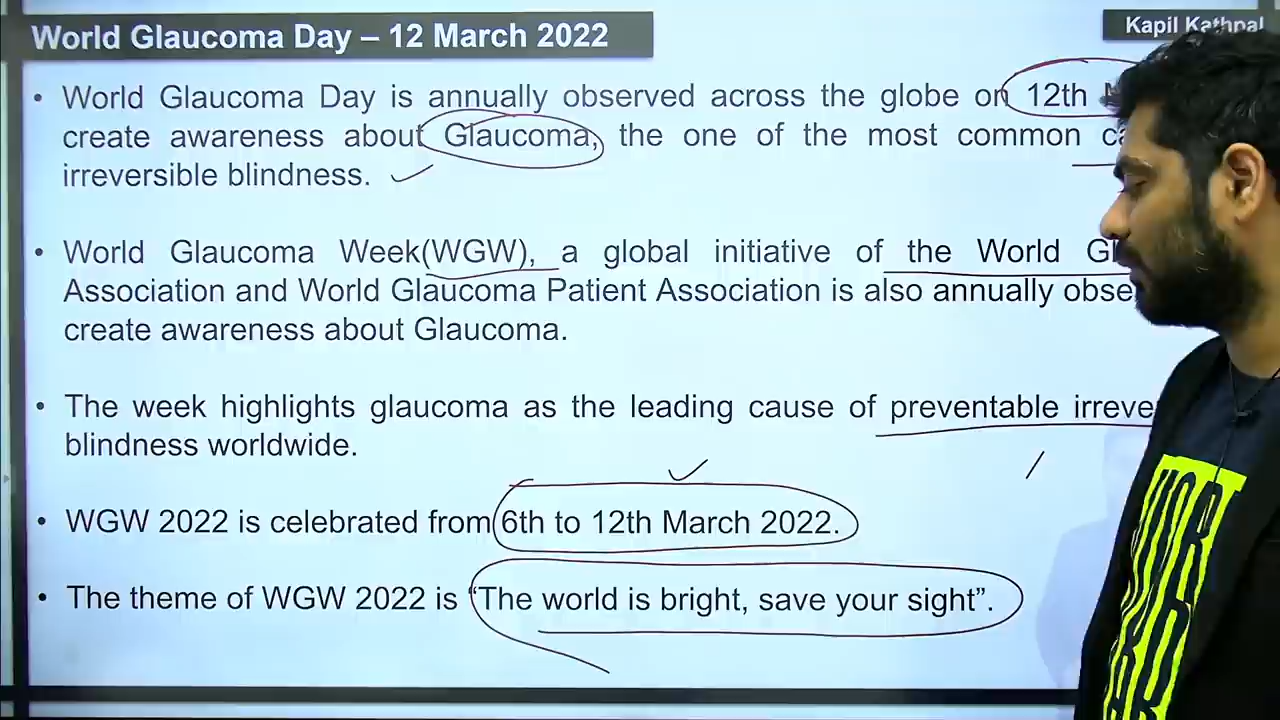 World Glaucoma Day – 12 March 2022
Kapil Kathpal
• World Glaucoma Day is annually observed across the globe on 12th
create awareness about Glaucoma, the one of the most common
irreversible blindness.
• World Glaucoma Week(WGW), a global initiative of the World
Association and World Glaucoma Patient Association is also annually
create awareness about Glaucoma.
• The week highlights glaucoma as the leading cause of preventable
blindness worldwide.
• WGW 2022 is celebrated from 6th to 12th March 2022.
• The theme of WGW 2022 is “The world is bright, save your sight”.